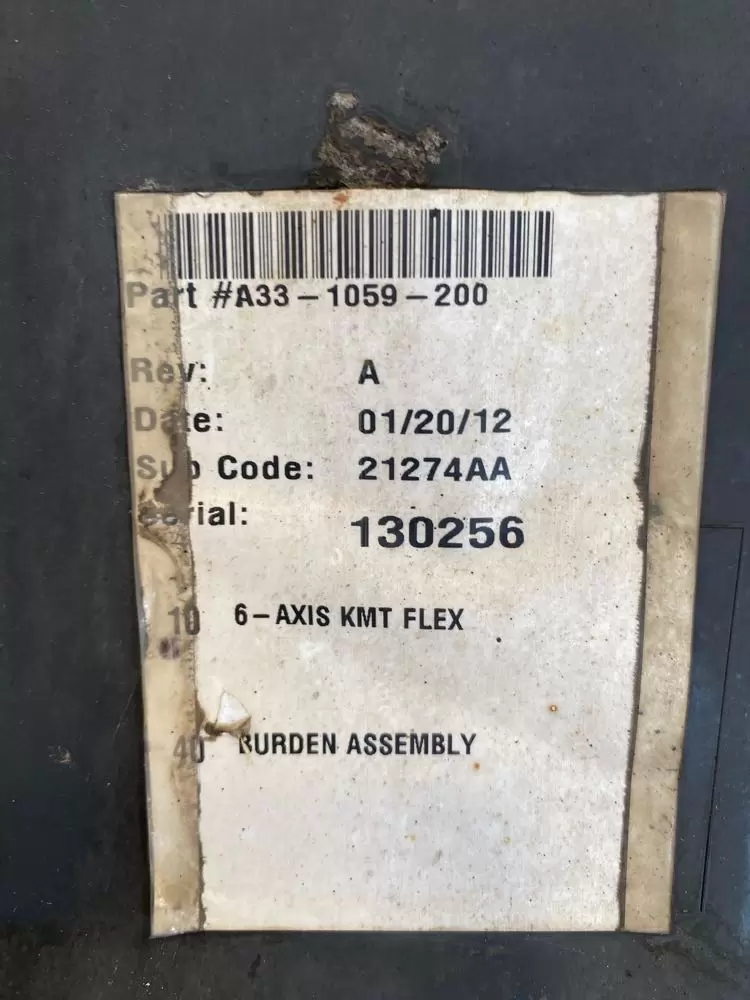 Part #A33-1059-200
Rev: A
Date: 01/20/12
Sub Code: 21274AA
Serial: 130256
10 6-AXIS KMT FLEX
40 BURDEN ASSEMBLY